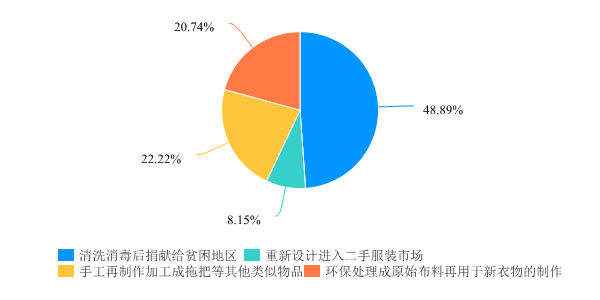 20.74%
48.89%
22.22%
8.15%
清洗消毒后捐献给贫困地区 重新设计进入二手服装市场
手工再制作加工成拖把等其他类似物品 环保处理成原始布料再用于新衣物的制作